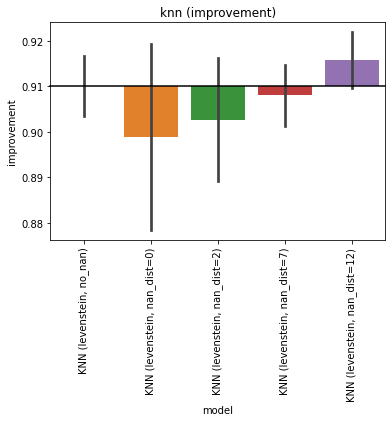 knn (improvement)
0.92
0.91
0.90
0.89
0.88
improvement
KNN (levenstein, no_nan)
KNN (levenstein, nan_dist=0)
KNN (levenstein, nan_dist=2)
KNN (levenstein, nan_dist=7)
KNN (levenstein, nan_dist=12)
model